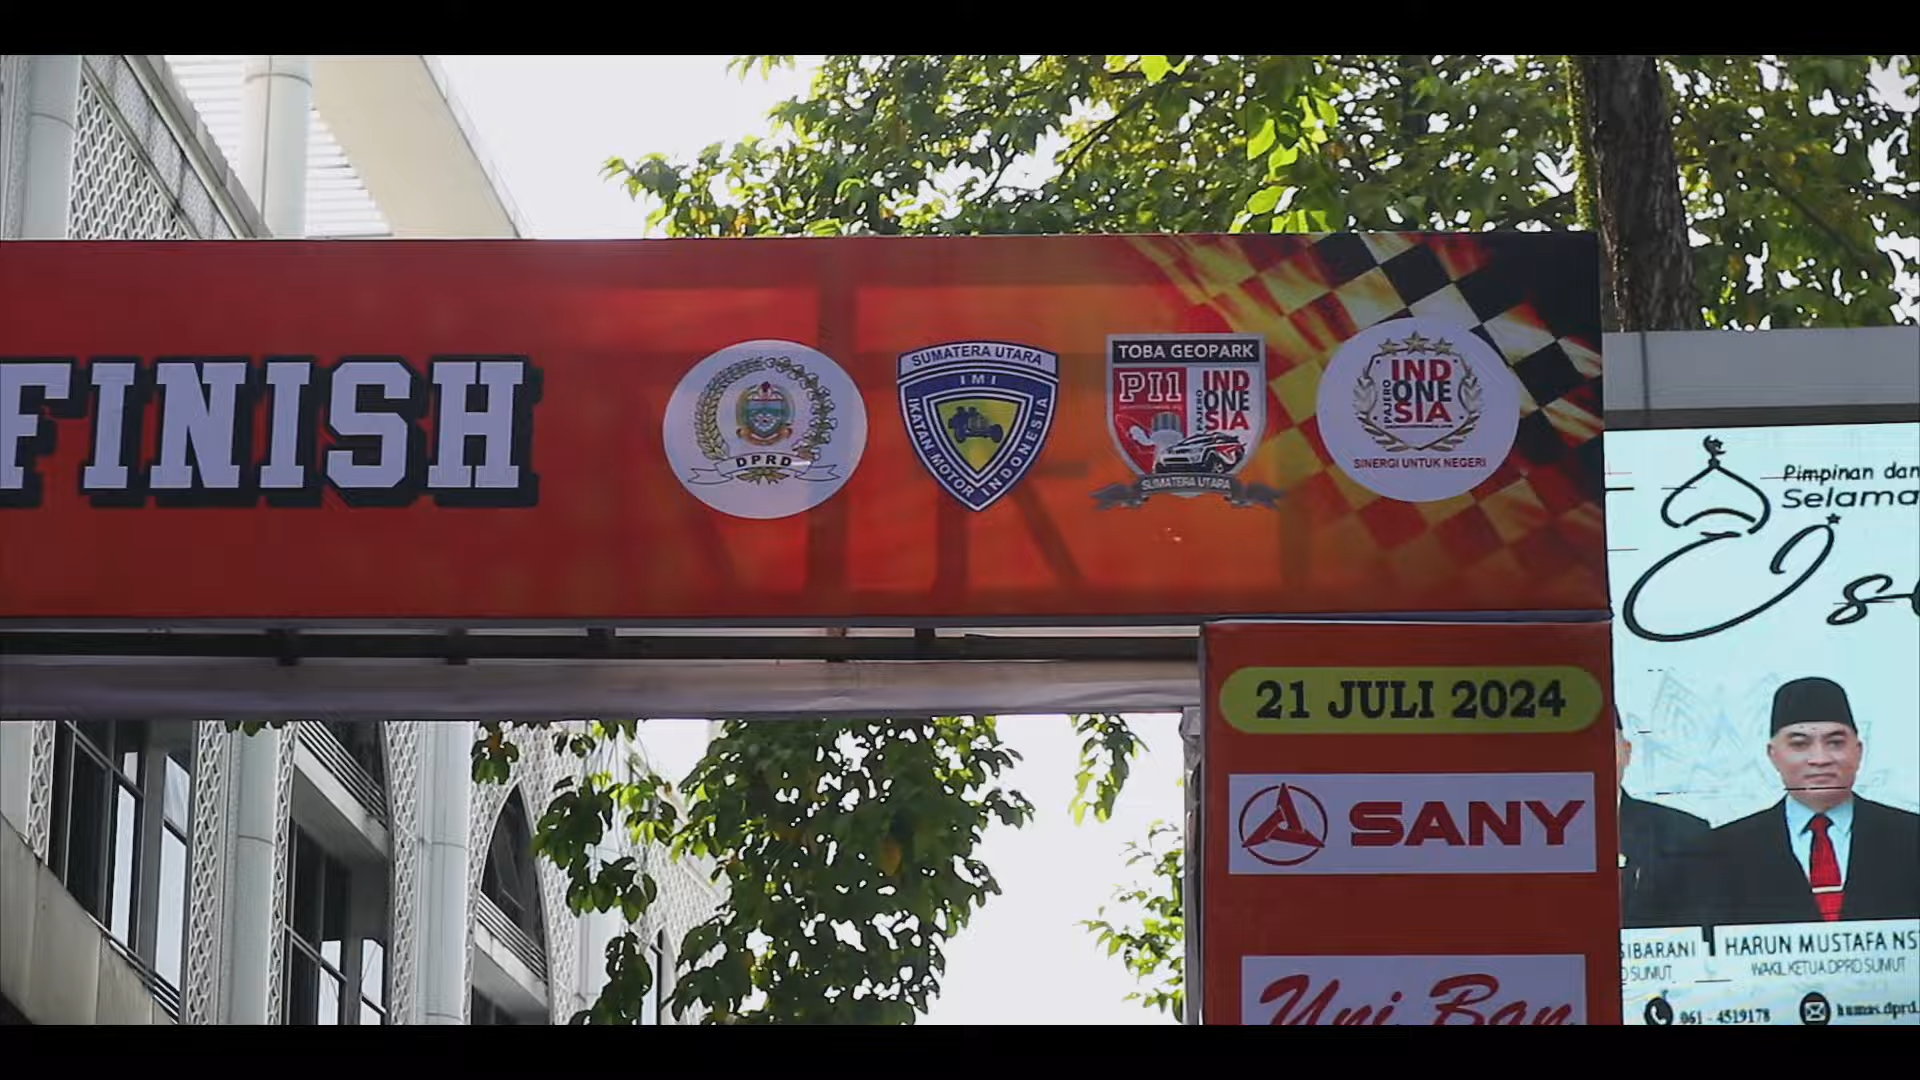 FINISH
DPRD
SUMATERA UTARA
IMI
IKATAN MOTOR INDONESIA
TOBA GEOPARK
PI1
PAJERO
IND
ONE
SIA
SUMATERA UTARA
PAJERO
IND
ONE
SIA
SINERGI UNTUK NEGERI
21 JULI 2024
SANY
Uni Ban
Pimpinan dan
Selama
SIBARANI
HARUN MUSTAFA NS
WAKIL KETUA DPRD SUMUT
061 - 4519178
humas.dprd.